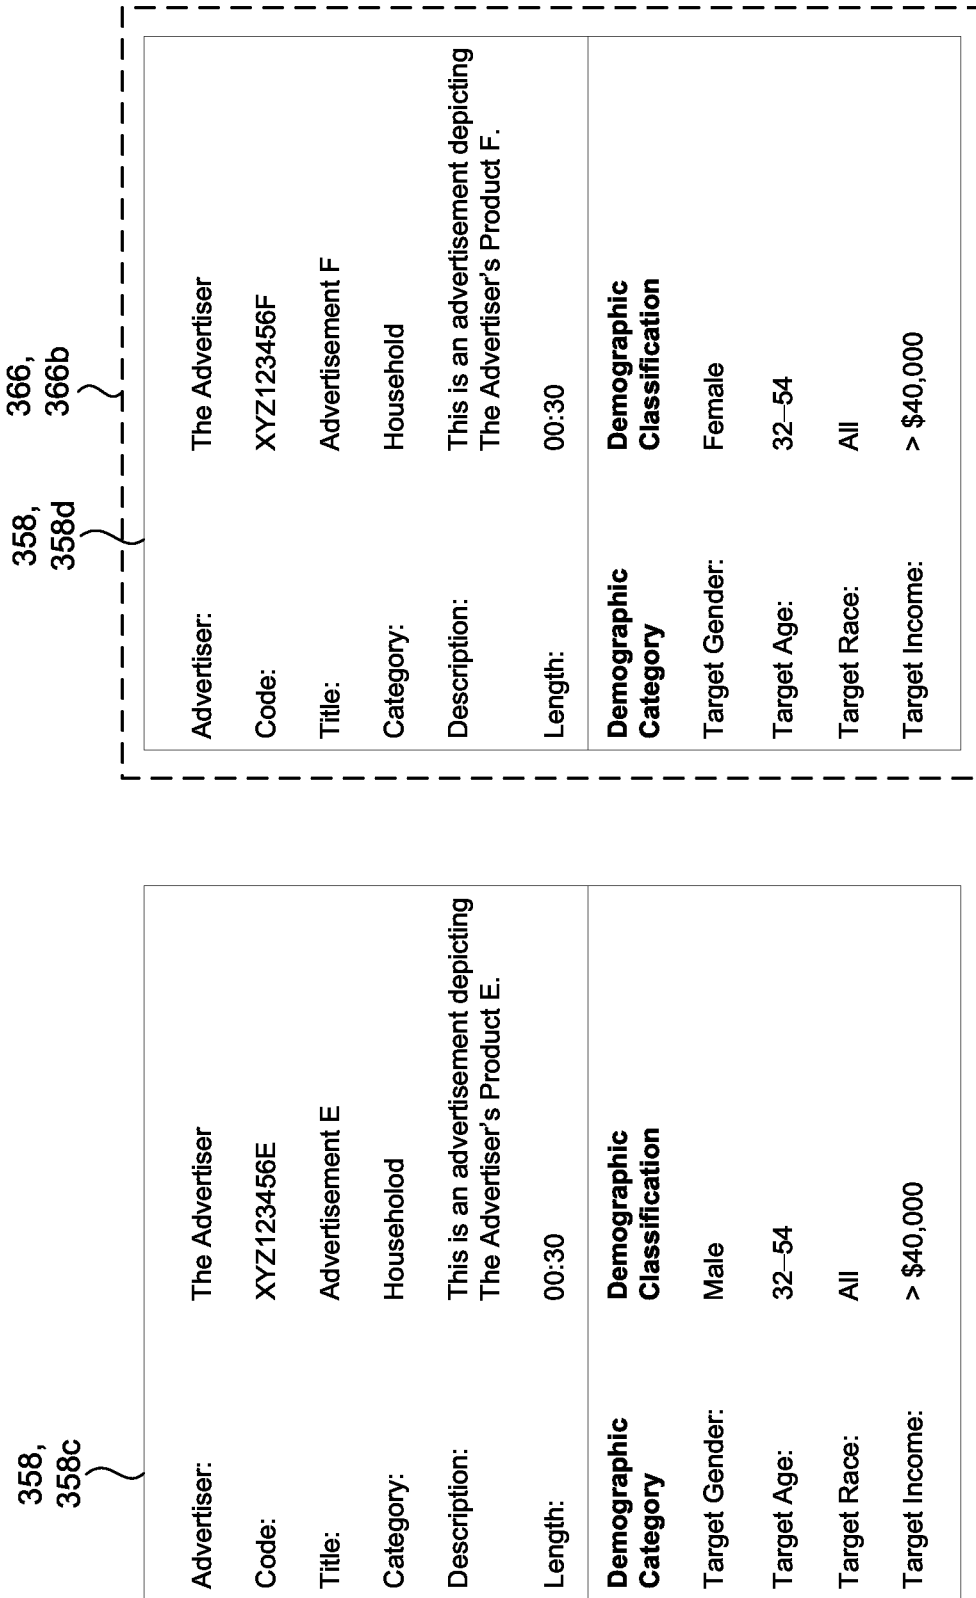 358,
358c
Advertiser: The Advertiser
Code: XYZ123456E
Title: Advertisement E
Category: Householod
Description: This is an advertisement depicting
The Advertiser's Product E.
Length: 00:30
Demographic Demographic
Category Classification
Target Gender: Male
Target Age: 32–54
Target Race: All
Target Income: > $40,000
358,
358d
366,
366b
Advertiser: The Advertiser
Code: XYZ123456F
Title: Advertisement F
Category: Household
Description: This is an advertisement depicting
The Advertiser's Product F.
Length: 00:30
Demographic Demographic
Category Classification
Target Gender: Female
Target Age: 32–54
Target Race: All
Target Income: > $40,000